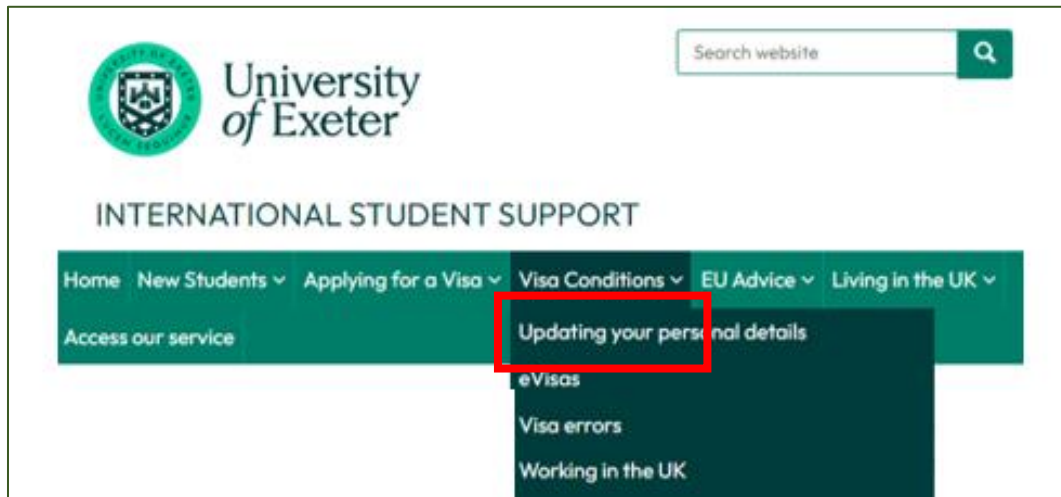 Search website
University
of Exeter
INTERNATIONAL STUDENT SUPPORT
Home New Students Applying for a Visa Visa Conditions EU Advice Living in the UK
Access our service
Updating your personal details
eVisas
Visa errors
Working in the UK